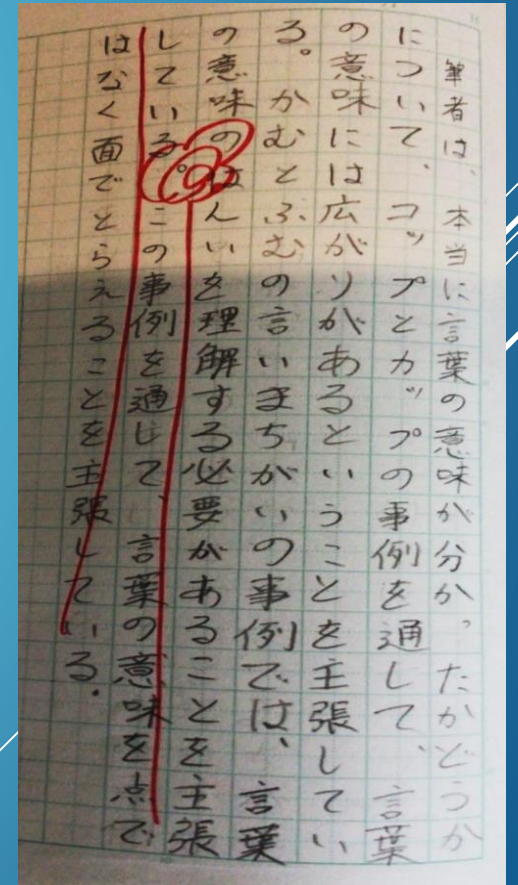 筆者は、本当に言葉の意味が分かったかどうか
について、コップとカップの事例を通して、言葉
の意味には広がりがあるということを主張してい
る。かむとふむの言いまちがいの事例では、言葉
の意味のはんいを理解する必要があることを主張
している。この事例を通して、言葉の意味を点で
はなく面でとらえることを主張している。